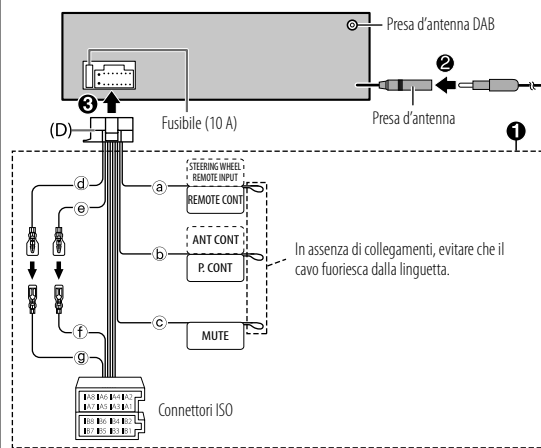 Presa d'antenna DAB
❷
Presa d'antenna
❸
Fusibile (10 A)
❶
(D)
STEERING WHEEL
REMOTE INPUT
REMOTE CONT
ⓓ
ⓐ
ⓔ
ANT CONT
P. CONT
ⓑ
In assenza di collegamenti, evitare che il
cavo fuoriesca dalla linguetta.
ⓒ
MUTE
ⓕ
ⓖ
Connettori ISO
A8 A6 A4 A2
A7 A5 A3 A1
B8 B6 B4 B2
B7 B5 B3 B1